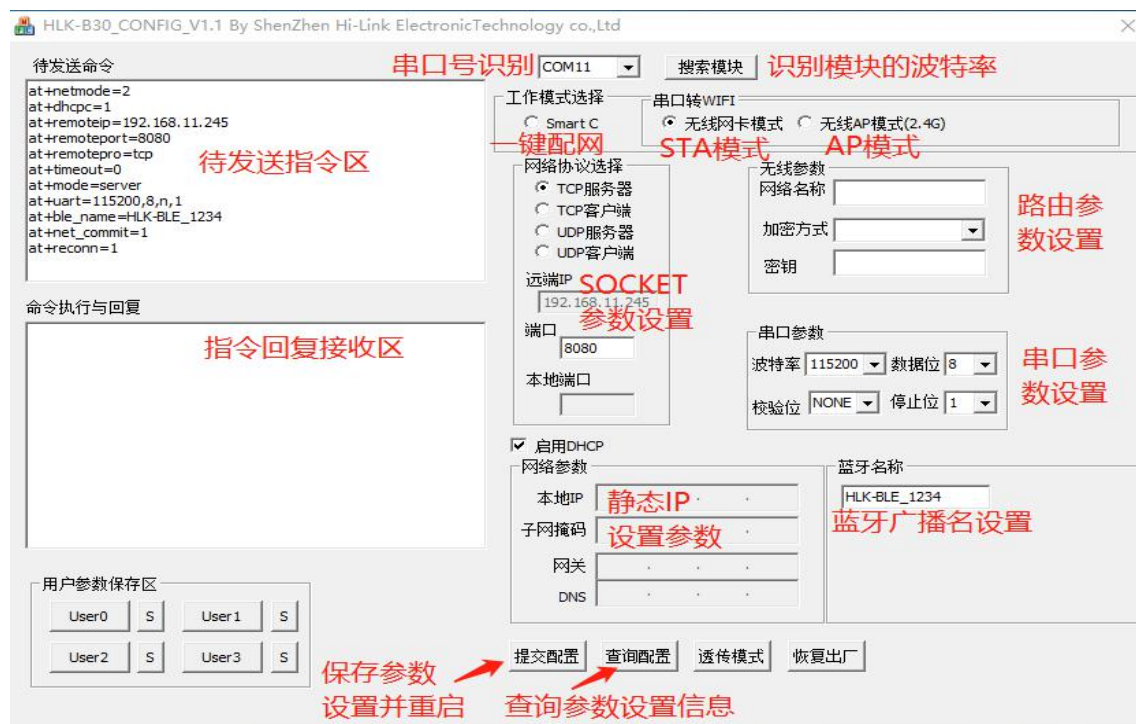 HLK-B30_CONFIG_V1.1 By ShenZhen Hi-Link ElectronicTechnology co.,Ltd
待发送命令
串口号识别 COM11 搜索模块 识别模块的波特率
at+netmode=2
at+dhcpc=1
at+remoteip=192.168.11.245
at+remoteport=8080
at+remotepro=tcp
at+timeout=0
at+mode=server
at+uart=115200,8,n,1
at+ble_name=HLK-BLE_1234
at+net_commit=1
at+reconn=1
待发送指令区
工作模式选择
Smart C
一键配网
串口转WIFI
无线网卡模式 无线AP模式(2.4G)
STA模式 AP模式
网络协议选择
TCP服务器
TCP客户端
UDP服务器
UDP客户端
远端IP
192.168.11.245
端口
8080
本地端口
SOCKET
参数设置
无线参数
网络名称
加密方式
密钥
路由参
数设置
命令执行与回复
指令回复接收区
串口参数
波特率 115200 数据位 8
校验位 NONE 停止位 1
串口参
数设置
启用DHCP
网络参数
本地IP
子网掩码
网关
DNS
静态IP
设置参数
蓝牙名称
HLK-BLE_1234
蓝牙广播名设置
用户参数保存区
User0 S User1 S
User2 S User3 S
提交配置 查询配置 透传模式 恢复出厂
保存参数
设置并重启
查询参数设置信息